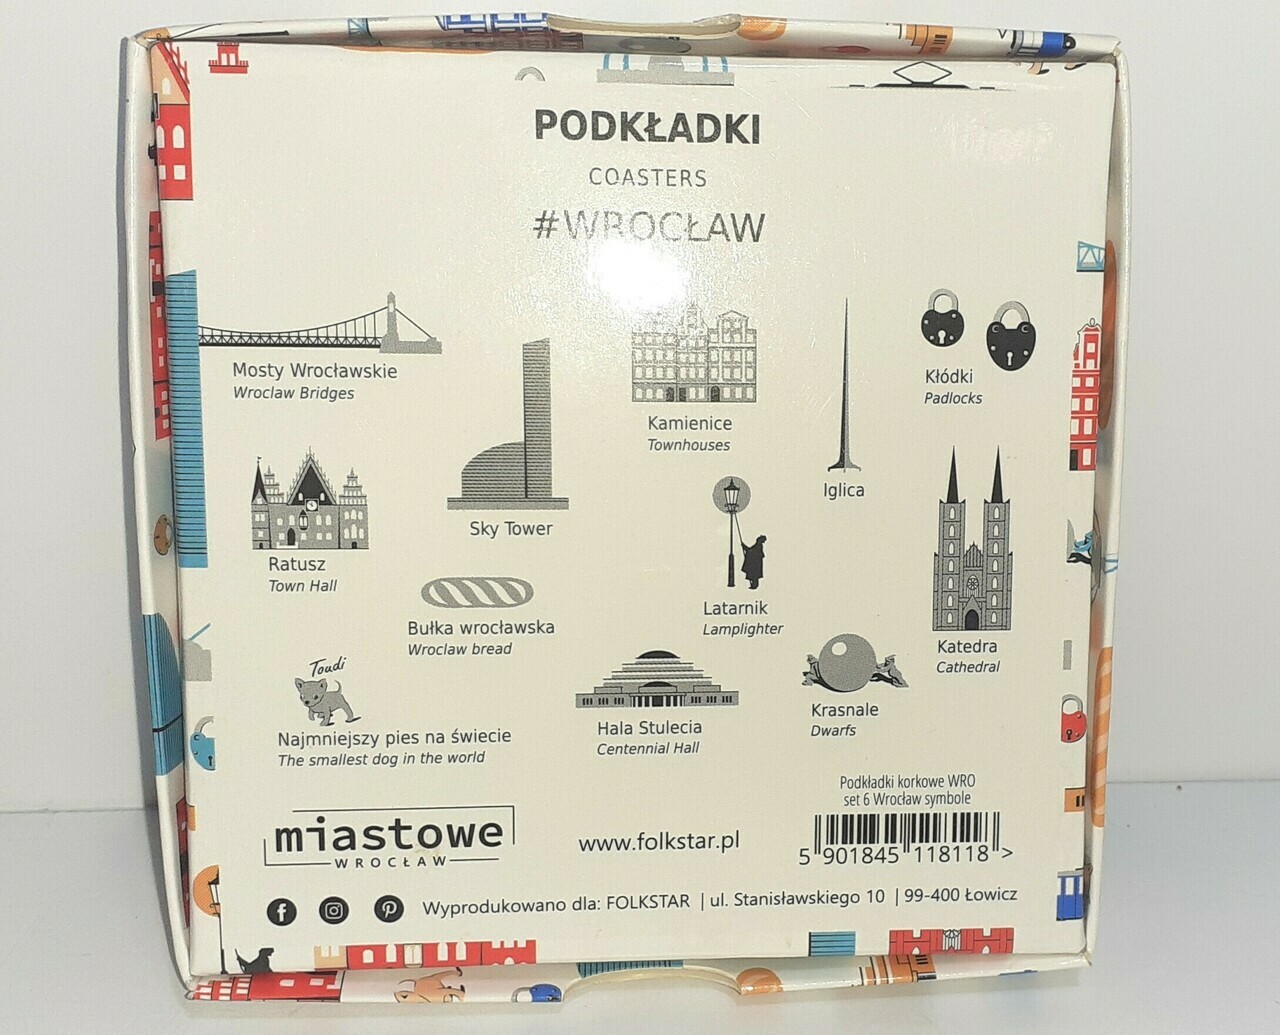 PODKŁADKI
COASTERS
#WROCŁAW
Mosty Wrocławskie
Wroclaw Bridges
Sky Tower
Kamienice
Townhouses
Iglica
Kłódki
Padlocks
Ratusz
Town Hall
Bułka wrocławska
Wroclaw bread
Latarnik
Lamplighter
Katedra
Cathedral
Toudi
Najmniejszy pies na świecie
The smallest dog in the world
Hala Stulecia
Centennial Hall
Krasnale
Dwarfs
Podkładki korkowe WRO
set 6 Wrocław symbole
miastowe
WROCŁAW
www.folkstar.pl
5 901845 118118 >
Wyprodukowano dla: FOLKSTAR | ul. Stanisławskiego 10 | 99-400 Łowicz